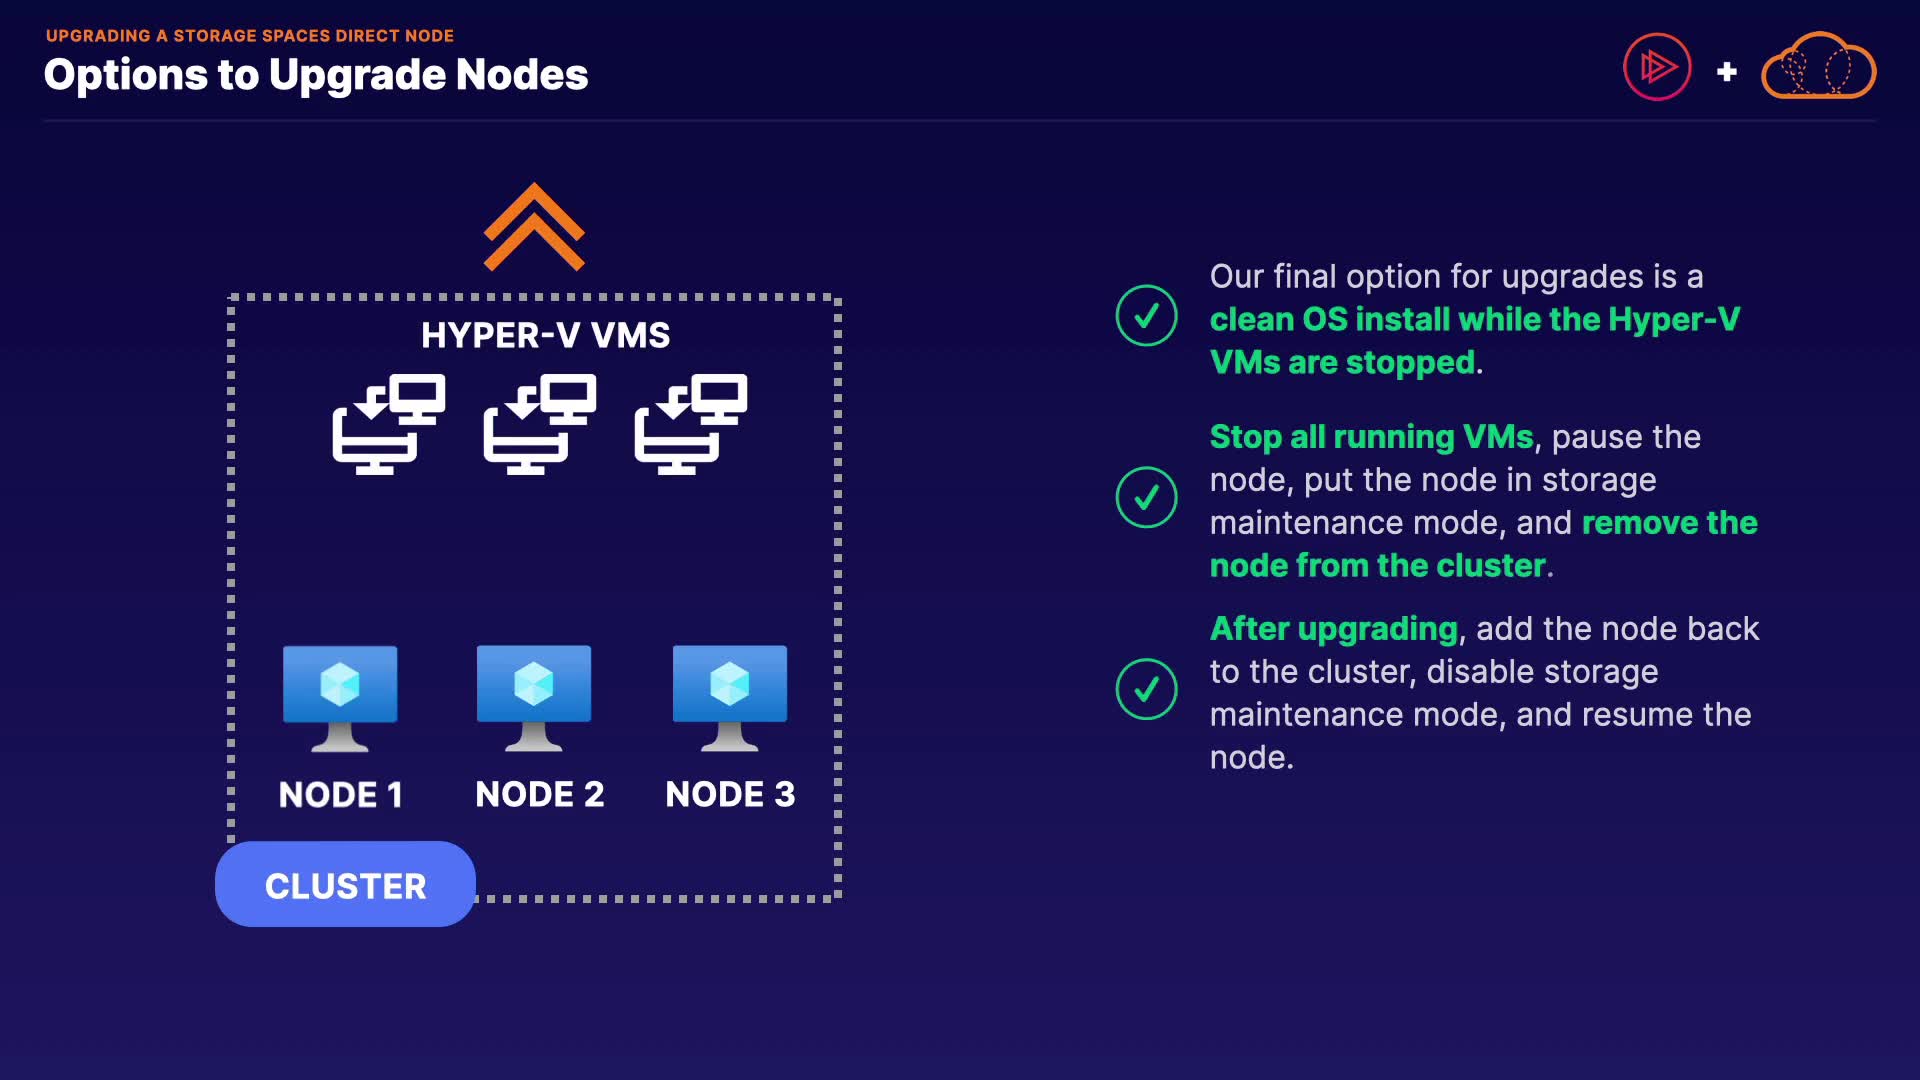 UPGRADING A STORAGE SPACES DIRECT NODE
Options to Upgrade Nodes
HYPER-V VMS
NODE 1
NODE 2
NODE 3
CLUSTER
Our final option for upgrades is a
clean OS install while the Hyper-V
VMs are stopped.
Stop all running VMs, pause the
node, put the node in storage
maintenance mode, and remove the
node from the cluster.
After upgrading, add the node back
to the cluster, disable storage
maintenance mode, and resume the
node.